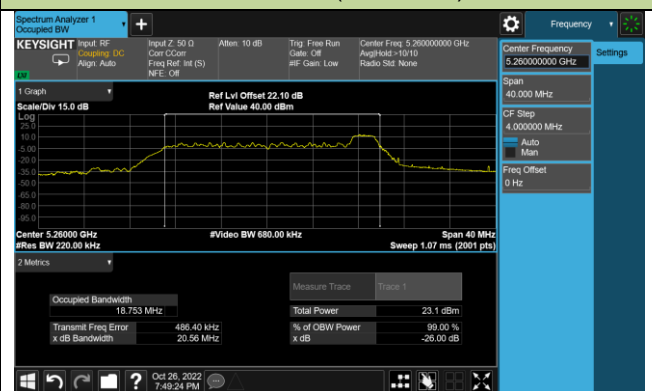 Spectrum Analyzer 1
Occupied BW
Frequency
KEYSIGHT
Input: RF
Coupling: DC
Align: Auto
Input Z: 50 Ω
Corr CCorr
Freq Ref: Int (S)
NFE: Off
Atten: 10 dB
Trig: Free Run
Gate: Off
#IF Gain: Low
Center Freq: 5.260000000 GHz
Avg|Hold:>10/10
Radio Std: None
LXI
Center Frequency
5.260000000 GHz
Settings
Span
40.000 MHz
CF Step
4.000000 MHz
Auto
Man
Freq Offset
0 Hz
1 Graph
Scale/Div 15.0 dB
Ref Lvl Offset 22.10 dB
Ref Value 40.00 dBm
Log
25.0
10.0
-5.00
-20.0
-35.0
-50.0
-65.0
-80.0
-95.0
Center 5.26000 GHz
#Res BW 220.00 kHz
#Video BW 680.00 kHz
Span 40 MHz
Sweep 1.07 ms (2001 pts)
2 Metrics
Measure Trace
Trace 1
Occupied Bandwidth
18.753 MHz
Total Power
23.1 dBm
Transmit Freq Error
486.40 kHz
% of OBW Power
99.00 %
x dB Bandwidth
20.56 MHz
x dB
-26.00 dB
Oct 26, 2022
7:49:24 PM